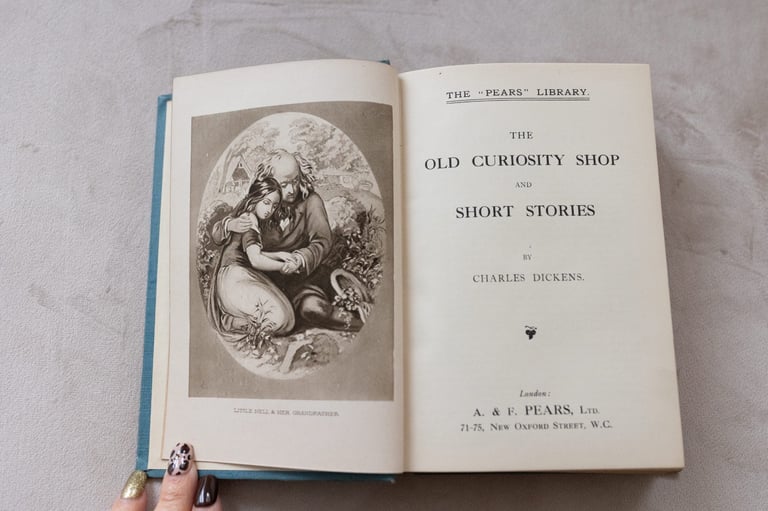 LITTLE NELL & HER GRANDFATHER
THE "PEARS" LIBRARY.
THE
OLD CURIOSITY SHOP
AND
SHORT STORIES
BY
CHARLES DICKENS.
London:
A. & F. PEARS, LTD.
71-75, NEW OXFORD STREET, W.C.